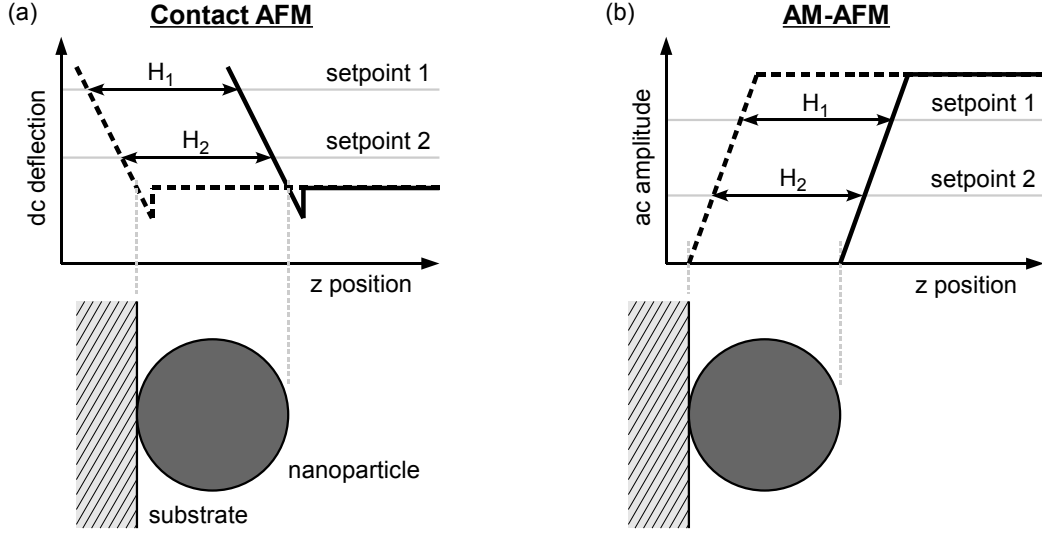 (a)
Contact AFM
dc deflection
H1
setpoint 1
H2
setpoint 2
z position
nanoparticle
substrate
(b)
AM-AFM
ac amplitude
H1
setpoint 1
H2
setpoint 2
z position